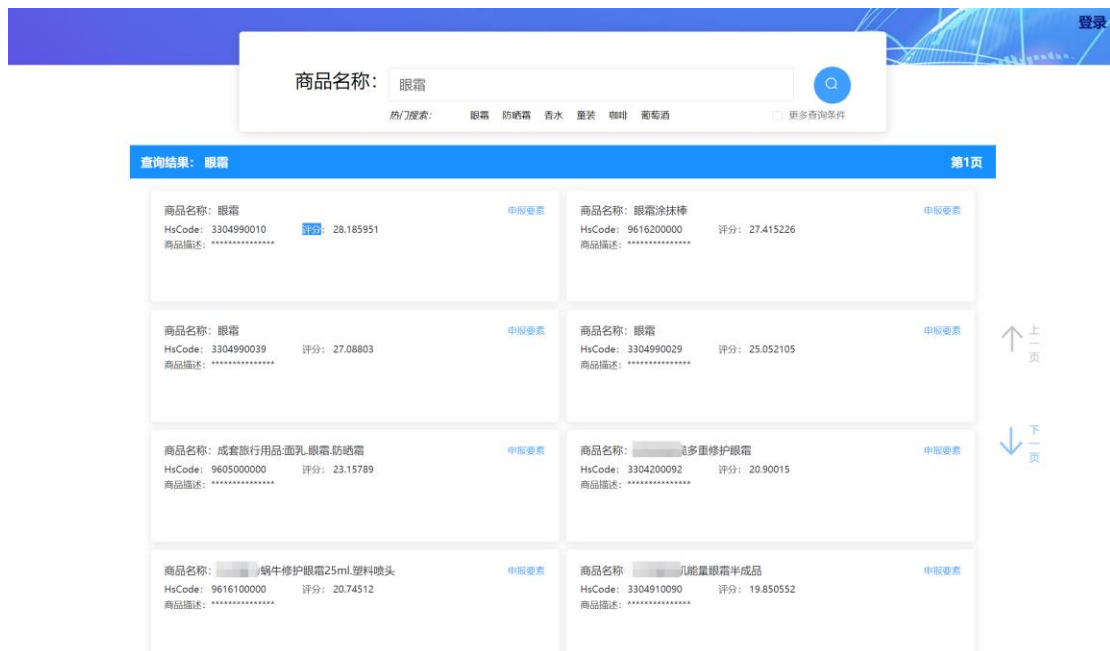 登录
商品名称： 眼霜
热门搜索： 眼霜 防晒霜 香水 童装 咖啡 葡萄酒 更多查询条件
查询结果： 眼霜 第1页
商品名称：眼霜 申报要素
HsCode：3304990010 评分：28.185951
商品描述：***************
商品名称：眼霜涂抹棒 申报要素
HsCode：9616200000 评分：27.415226
商品描述：***************
商品名称：眼霜 申报要素
HsCode：3304990039 评分：27.08803
商品描述：***************
商品名称：眼霜 申报要素
HsCode：3304990029 评分：25.052105
商品描述：***************
上一页
商品名称：成套旅行用品:面乳.眼霜.防晒霜 申报要素
HsCode：9605000000 评分：23.15789
商品描述：***************
商品名称： 多重修护眼霜 申报要素
HsCode：3304200092 评分：20.90015
商品描述：***************
下一页
商品名称： 蜗牛修护眼霜25ml.塑料喷头 申报要素
HsCode：9616100000 评分：20.74512
商品描述：***************
商品名称 肌能量眼霜半成品 申报要素
HsCode：3304910090 评分：19.850552
商品描述：***************